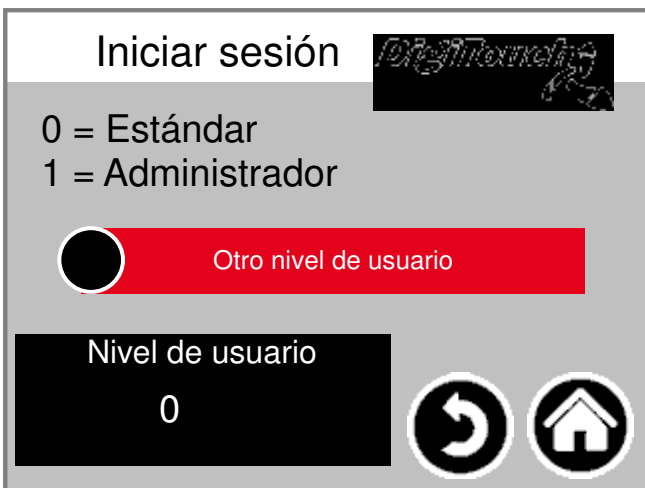 Iniciar sesión
DigiTouch
0 = Estándar
1 = Administrador
Otro nivel de usuario
Nivel de usuario
0